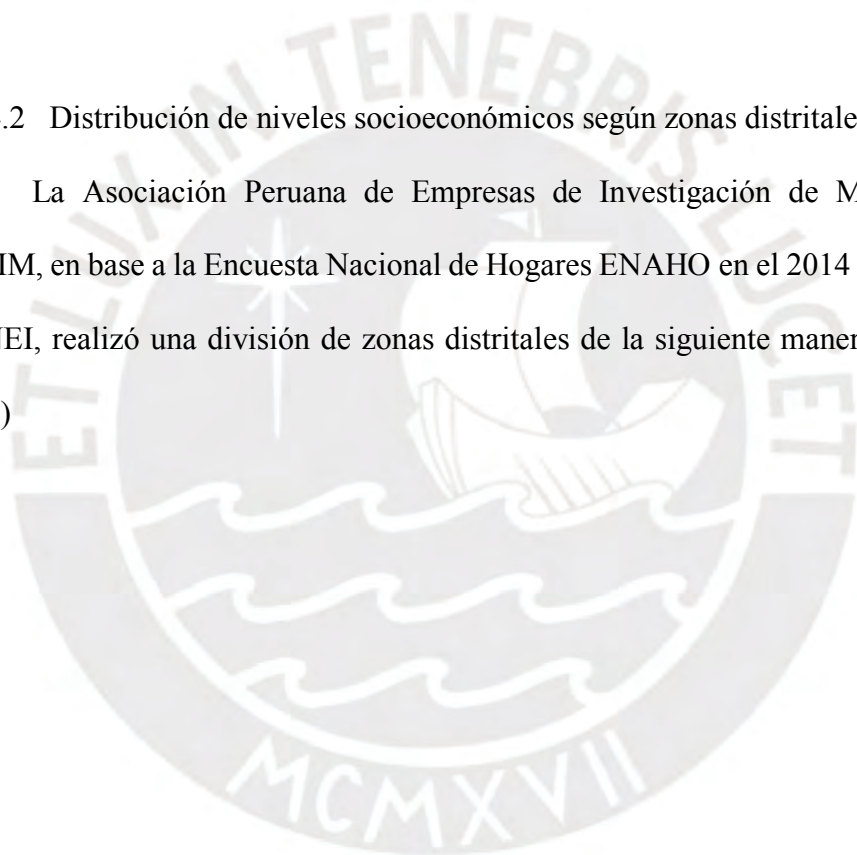 .2 Distribución de niveles socioeconómicos según zonas distritale
La Asociación Peruana de Empresas de Investigación de M
IM, en base a la Encuesta Nacional de Hogares ENAHO en el 2014
EI, realizó una división de zonas distritales de la siguiente maner
)
ET LUX IN TENEBRIS LUCET
MCMXVII